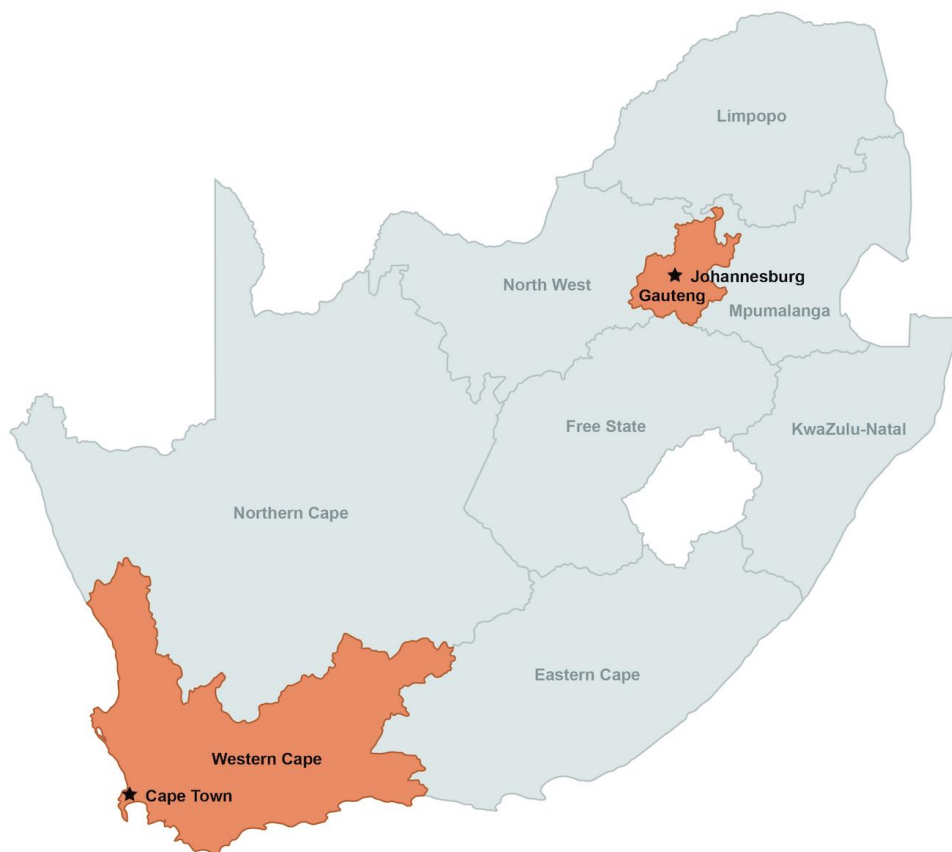 Limpopo
Johannesburg
North West
Gauteng
Mpumalanga
Free State
KwaZulu-Natal
Northern Cape
Eastern Cape
Western Cape
Cape Town